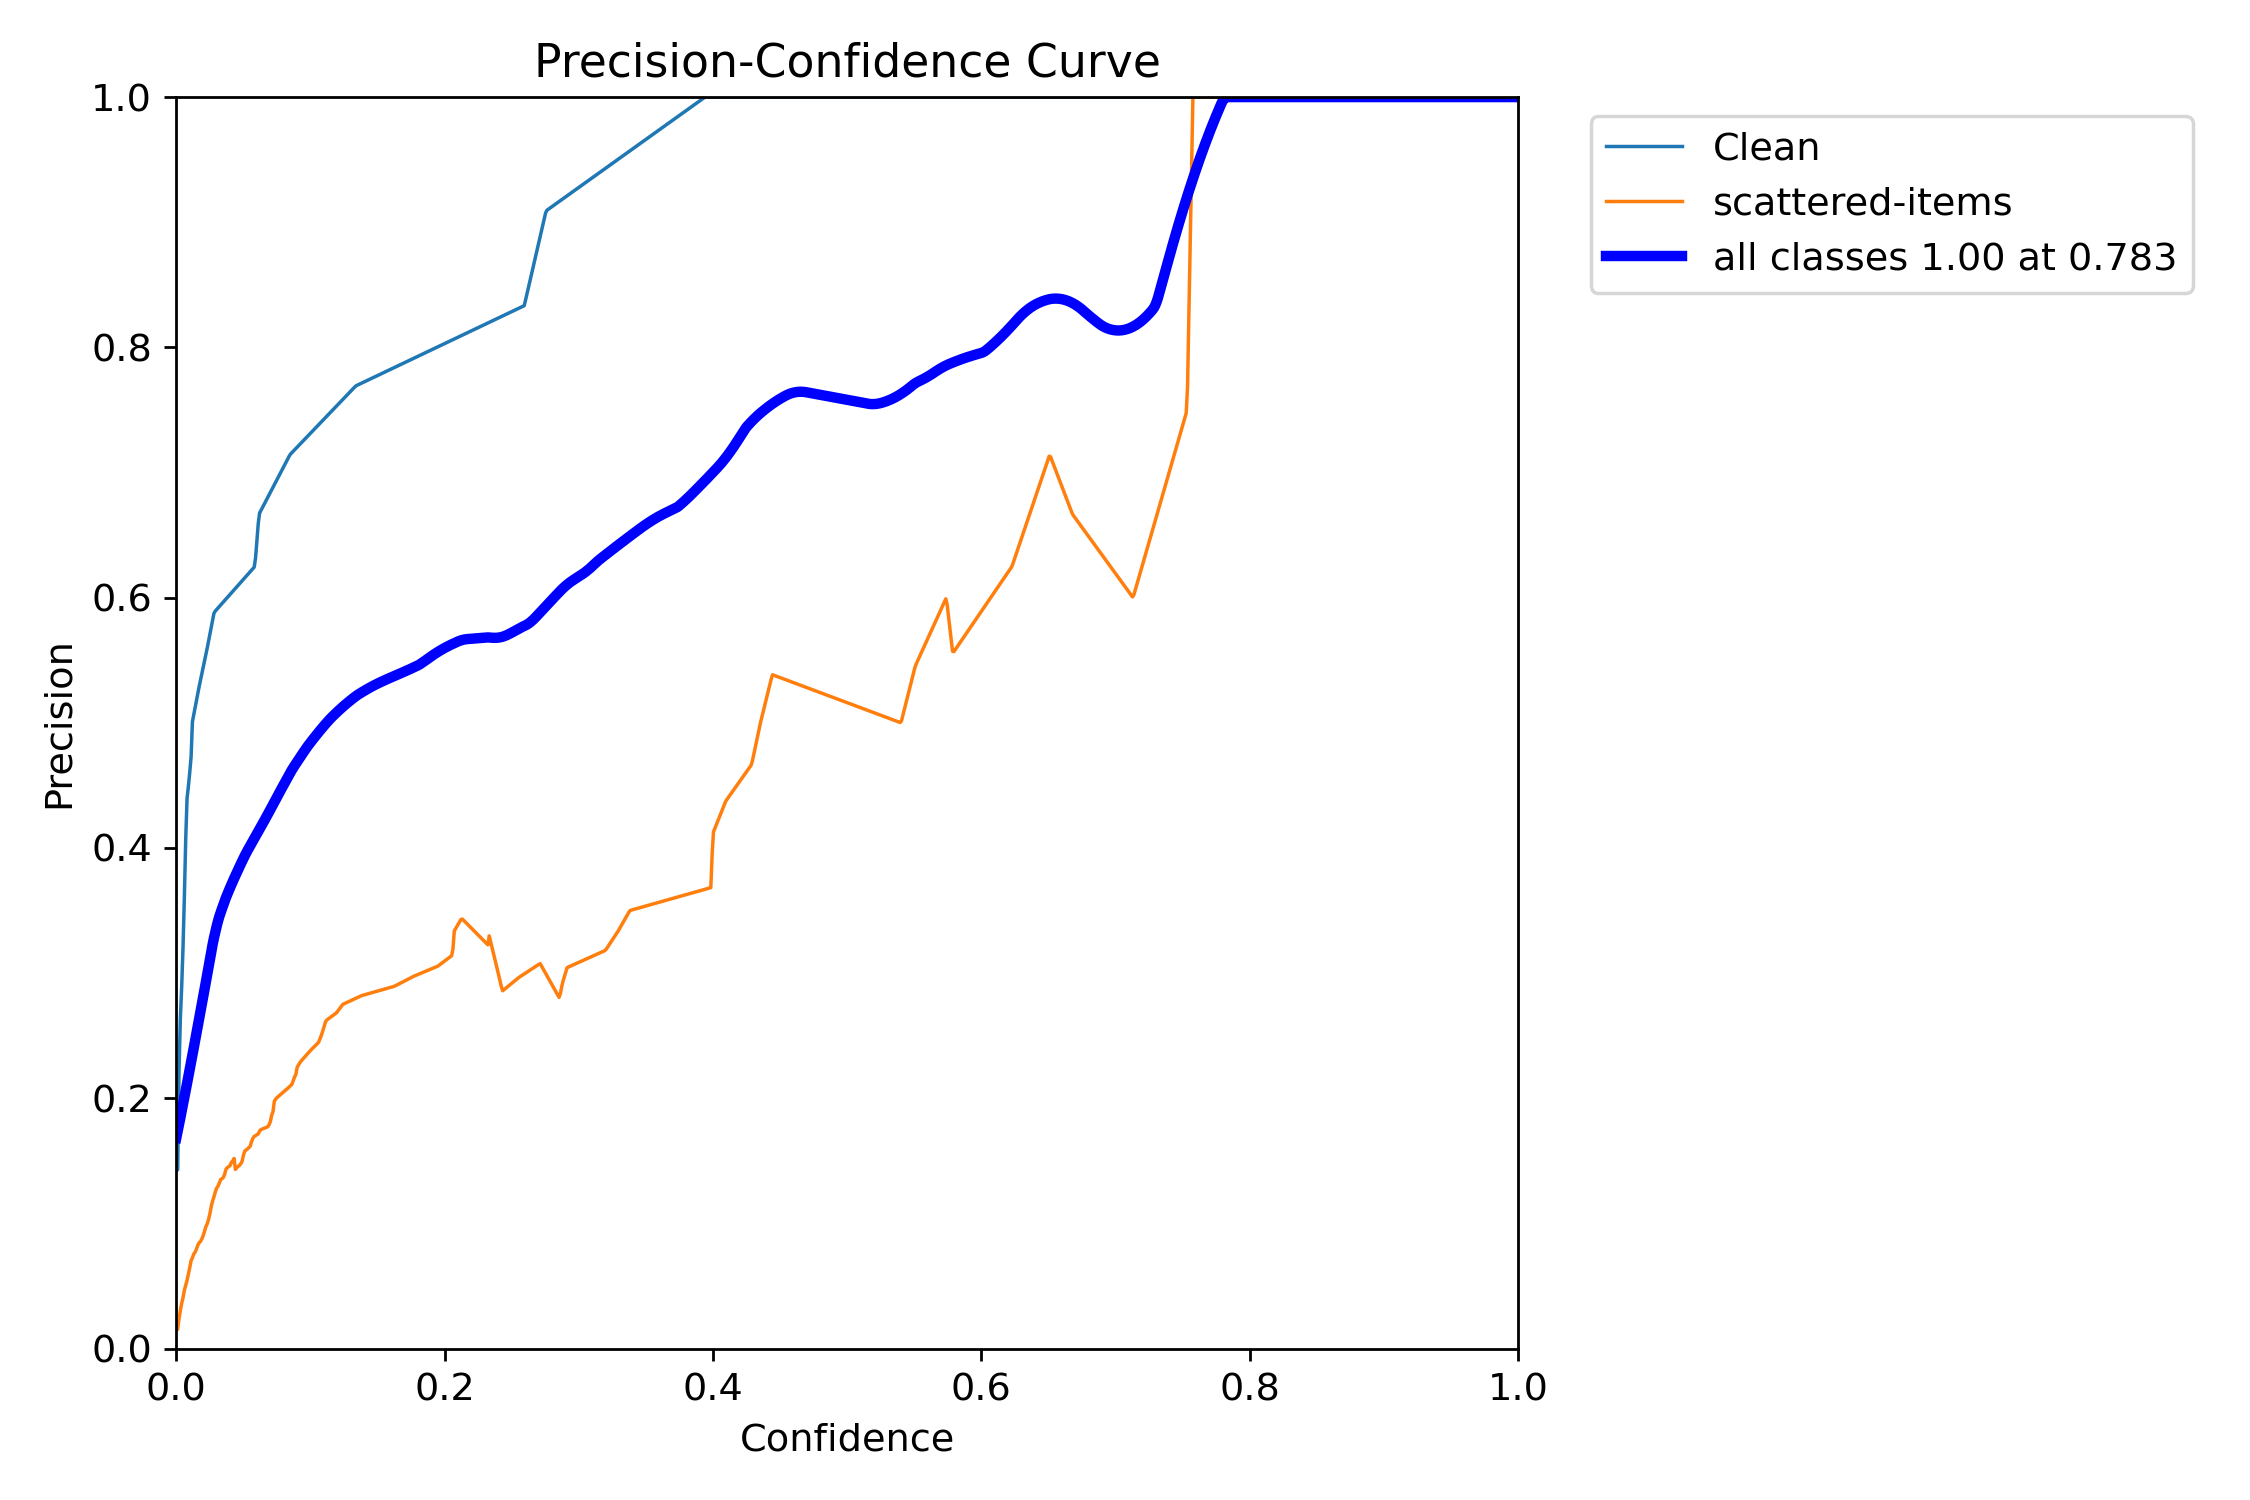 Precision-Confidence Curve
1.0
0.8
0.6
0.4
0.2
0.0
Precision
0.0 0.2 0.4 0.6 0.8 1.0
Confidence
Clean
scattered-items
all classes 1.00 at 0.783